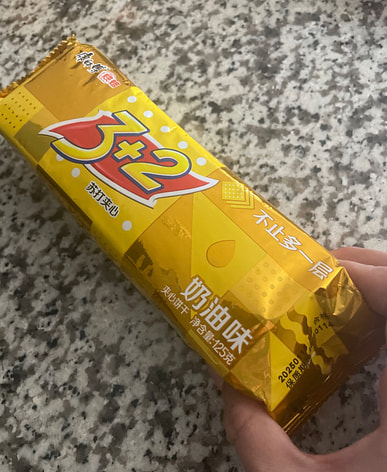 康师傅
3+2
苏打夹心
不止多一层
奶油味
夹心饼干 净含量:125克